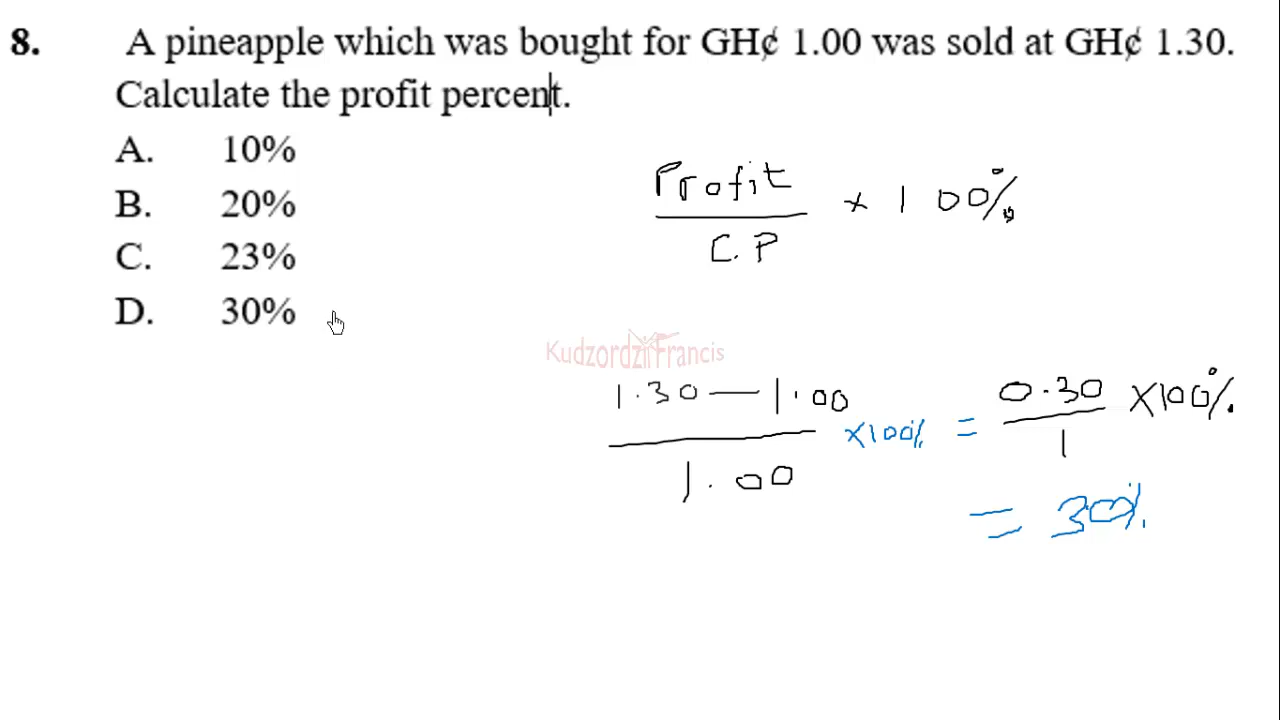 8. A pineapple which was bought for GH₵ 1.00 was sold at GH₵ 1.30.
Calculate the profit percent.
A. 10%
B. 20%
C. 23%
D. 30%
Profit
C.P
× 100%
Kudzordzi Francis
1.30 — 1.00
1.00
×100% =
0.30
1
×100%
= 30%